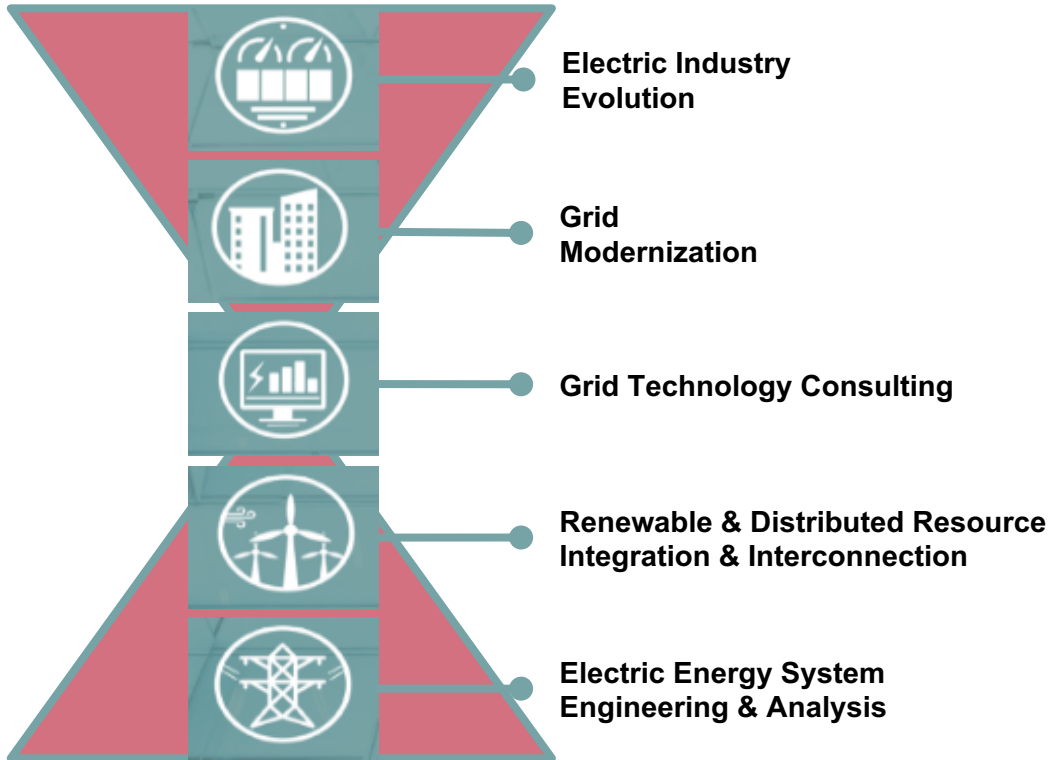 Electric Industry
Evolution
Grid
Modernization
Grid Technology Consulting
Renewable & Distributed Resource
Integration & Interconnection
Electric Energy System
Engineering & Analysis